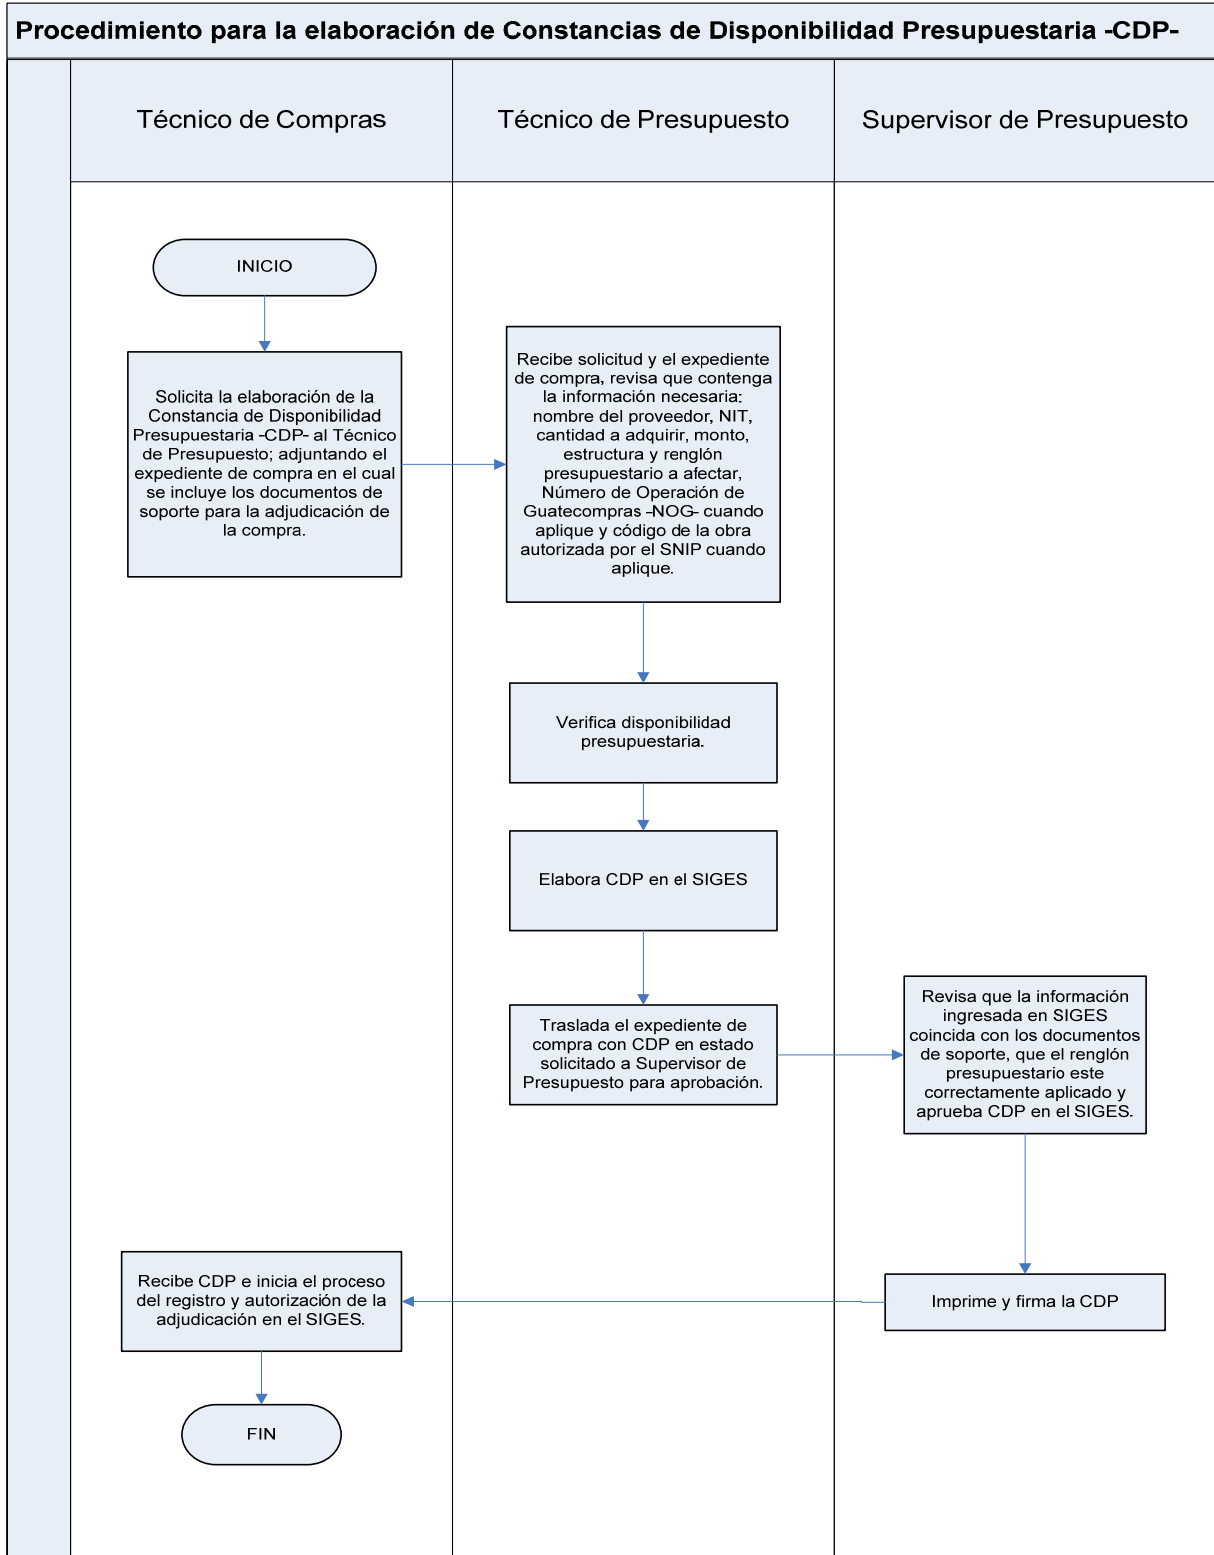 Procedimiento para la elaboración de Constancias de Disponibilidad Presupuestaria -CDP-
Técnico de Compras
Técnico de Presupuesto
Supervisor de Presupuesto
INICIO
Solicita la elaboración de la
Constancia de Disponibilidad
Presupuestaria -CDP- al Técnico
de Presupuesto; adjuntando el
expediente de compra en el cual
se incluye los documentos de
soporte para la adjudicación de
la compra.
Recibe solicitud y el expediente
de compra, revisa que contenga
la información necesaria:
nombre del proveedor, NIT,
cantidad a adquirir, monto,
estructura y renglón
presupuestario a afectar,
Número de Operación de
Guatecompras -NOG- cuando
aplique y código de la obra
autorizada por el SNIP cuando
aplique.
Verifica disponibilidad
presupuestaria.
Elabora CDP en el SIGES
Traslada el expediente de
compra con CDP en estado
solicitado a Supervisor de
Presupuesto para aprobación.
Revisa que la información
ingresada en SIGES
coincida con los documentos
de soporte, que el renglón
presupuestario este
correctamente aplicado y
aprueba CDP en el SIGES.
Imprime y firma la CDP
Recibe CDP e inicia el proceso
del registro y autorización de la
adjudicación en el SIGES.
FIN